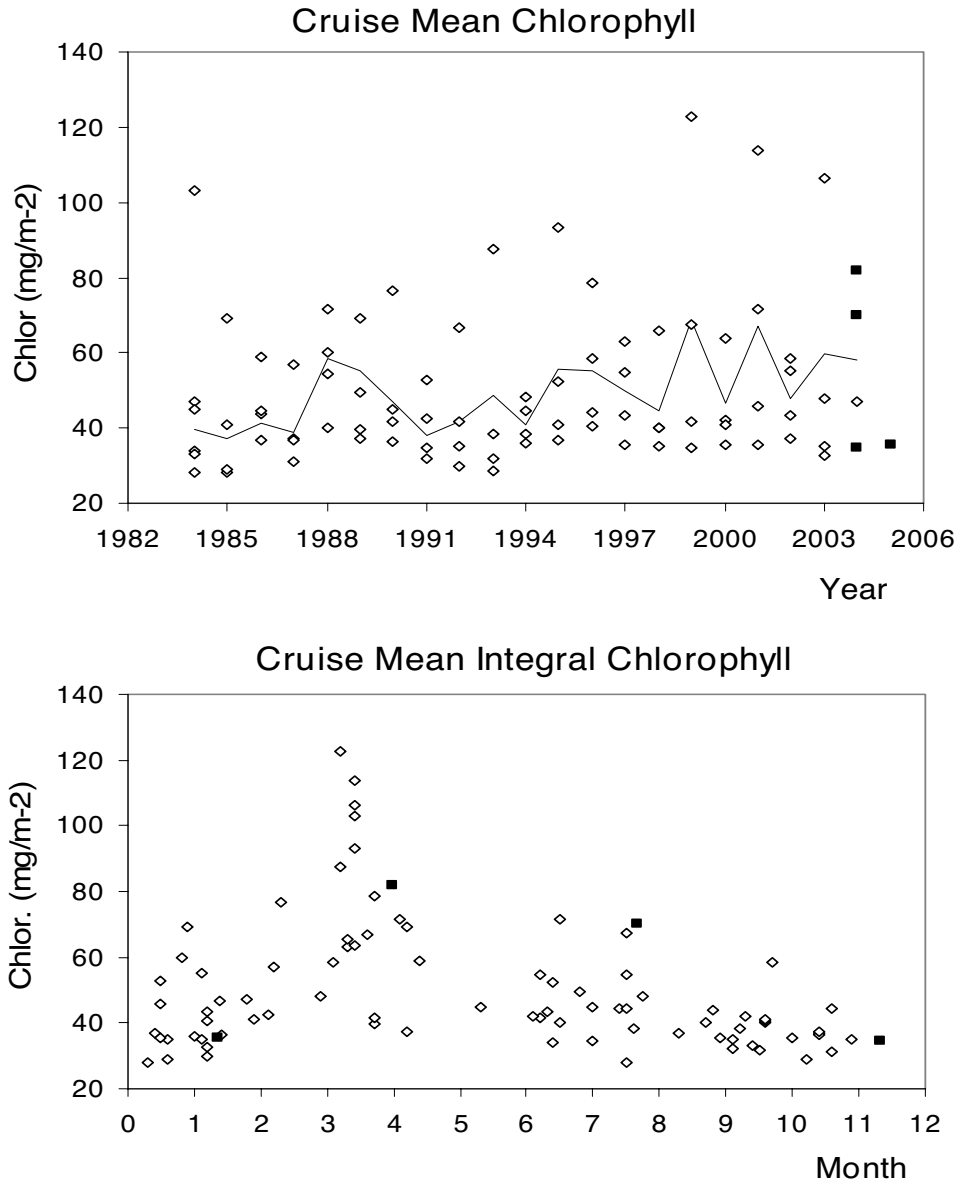 Cruise Mean Chlorophyll
140
120
100
80
60
40
20
Chlor (mg/m-2)
1982 1985 1988 1991 1994 1997 2000 2003 2006
Year
Cruise Mean Integral Chlorophyll
140
120
100
80
60
40
20
Chlor. (mg/m-2)
0 1 2 3 4 5 6 7 8 9 10 11 12
Month